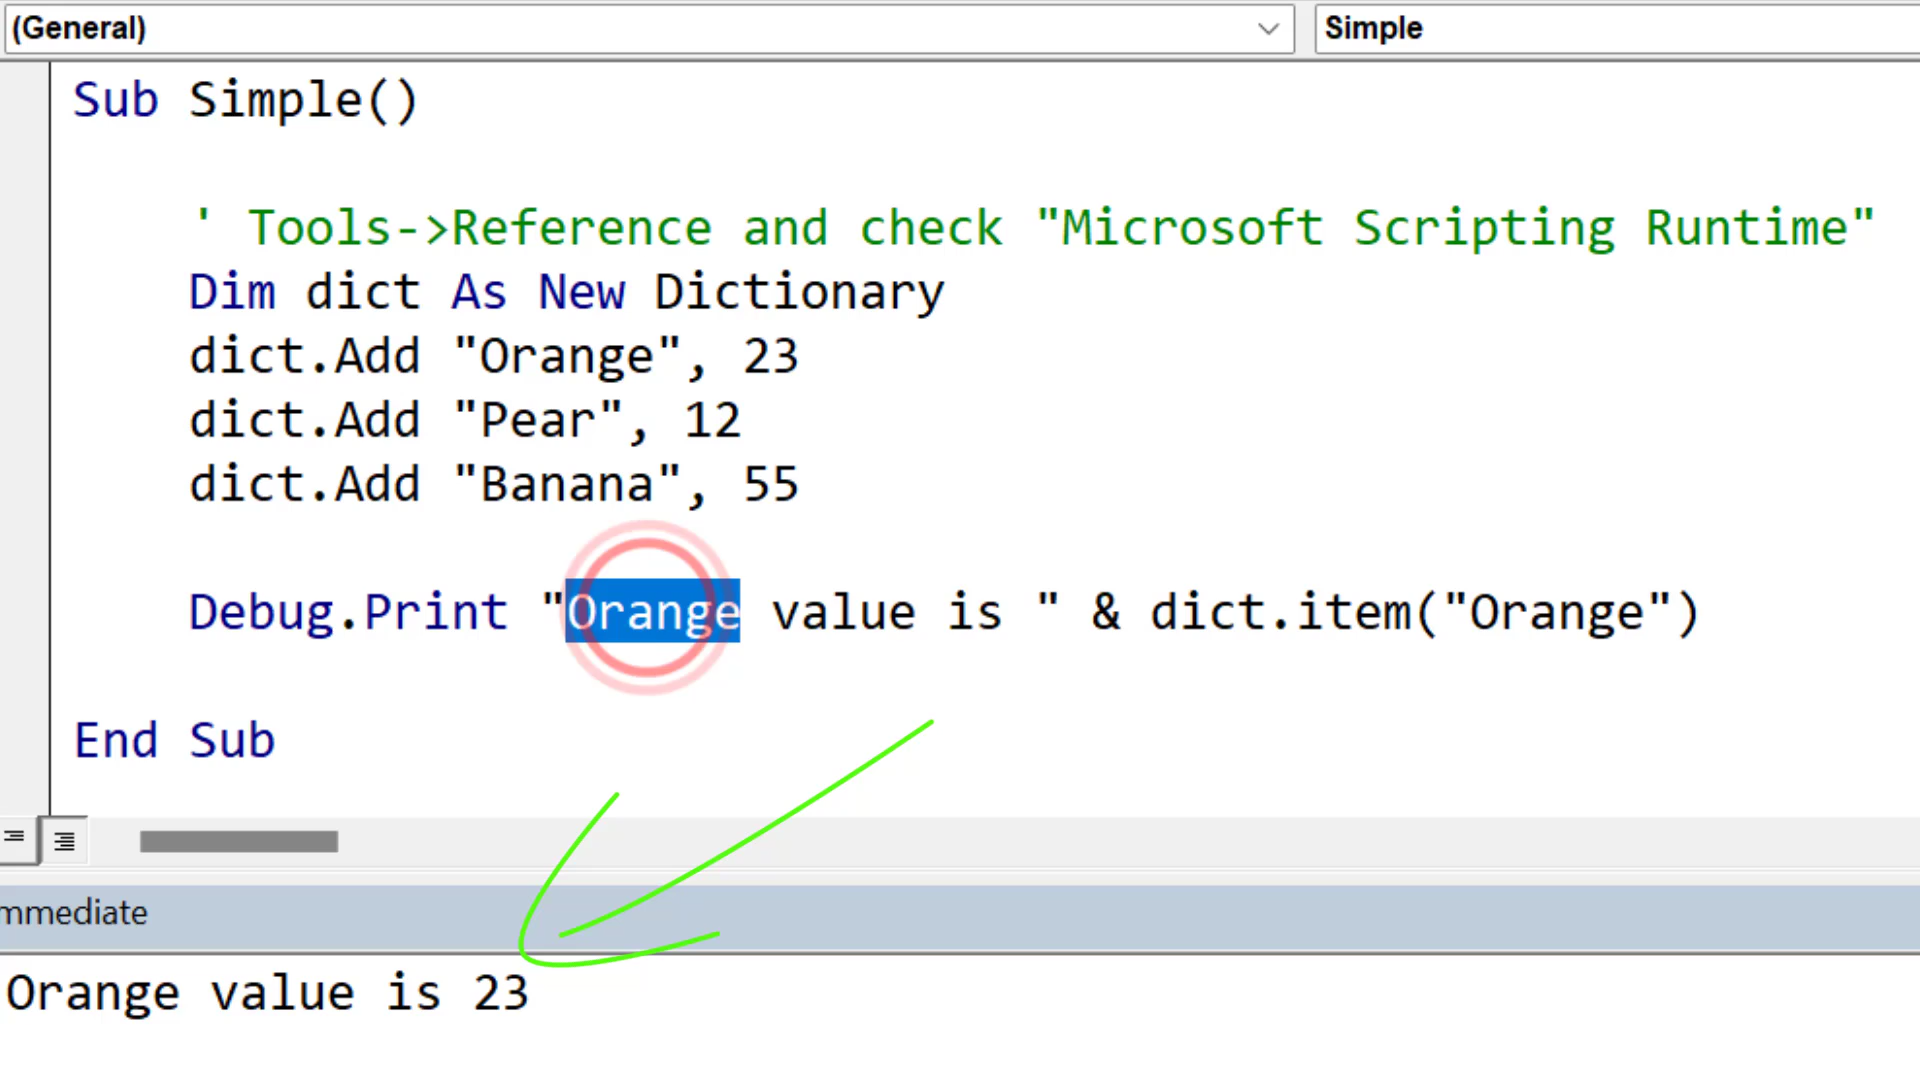 (General) Simple
Sub Simple()
' Tools->Reference and check "Microsoft Scripting Runtime"
Dim dict As New Dictionary
dict.Add "Orange", 23
dict.Add "Pear", 12
dict.Add "Banana", 55
Debug.Print "Orange value is " & dict.item("Orange")
End Sub
mmediate
Orange value is 23